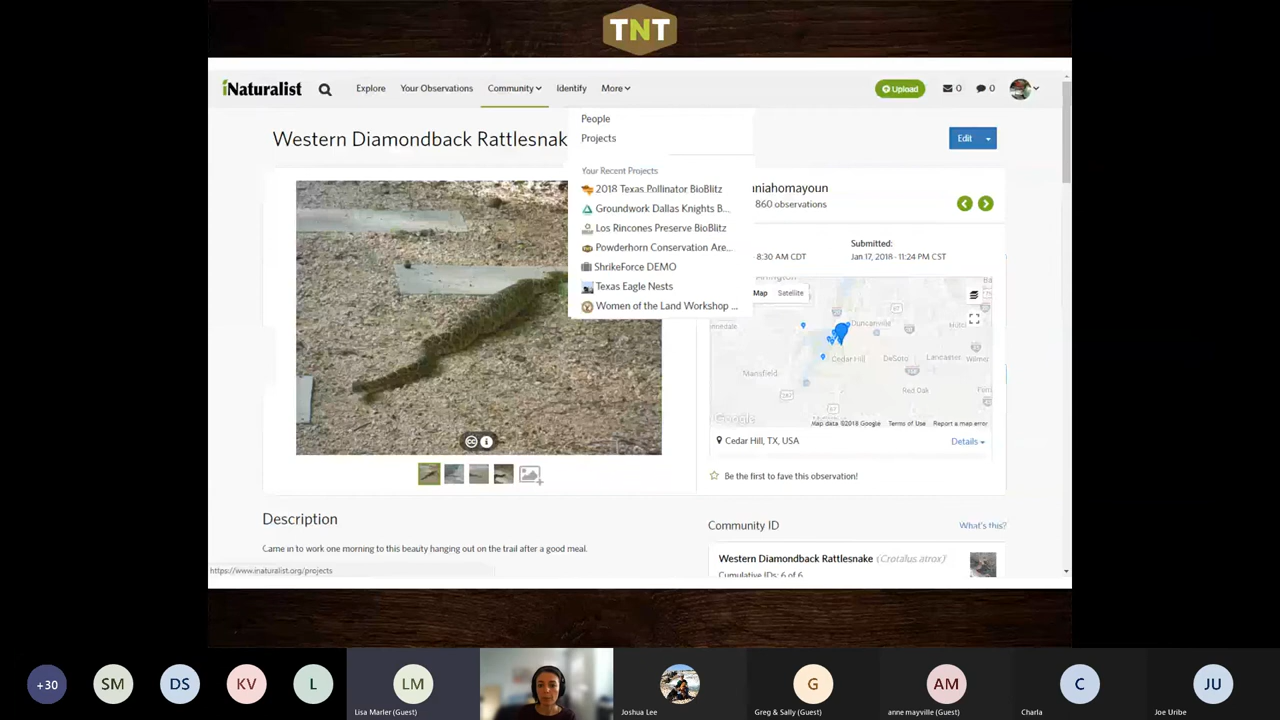 TNT
iNaturalist Explore Your Observations Community Identify More Upload 0 0
People
Projects
Western Diamondback Rattlesnak
Edit
Your Recent Projects
2018 Texas Pollinator BioBlitz
Groundwork Dallas Knights B...
Los Rincones Preserve BioBlitz
Powderhorn Conservation Are...
ShrikeForce DEMO
Texas Eagle Nests
Women of the Land Workshop ...
nniahomayoun
860 observations
Submitted:
8:30 AM CDT Jan 17, 2018 - 11:24 PM CST
Map Satellite
Duncanville
Cedar Hill DeSoto Lancaster
Mansfield
Red Oak
287
67
Google Map data ©2018 Google Terms of Use Report a map error
Cedar Hill, TX, USA Details
Be the first to fave this observation!
cc i
Description
Came in to work one morning to this beauty hanging out on the trail after a good meal.
Community ID What's this?
Western Diamondback Rattlesnake (Crotalus atrox)
Cumulative IDs: 6 of 6
https://www.inaturalist.org/projects
+30 SM DS KV L LM G AM C JU
Lisa Marler (Guest) Joshua Lee Greg & Sally (Guest) anne mayville (Guest) Charla Joe Uribe